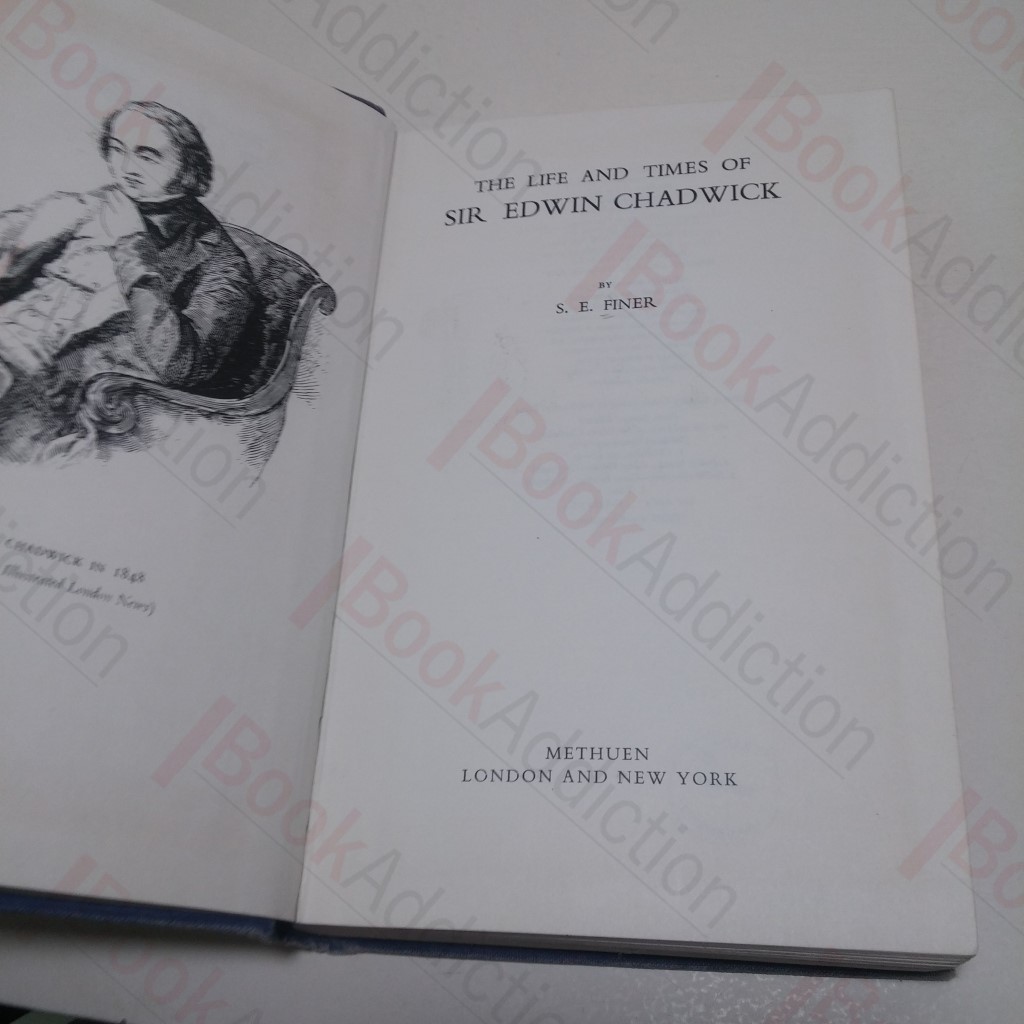 CHADWICK IN 1848
Illustrated London News)
THE LIFE AND TIMES OF
SIR EDWIN CHADWICK
BY
S. E. FINER
METHUEN
LONDON AND NEW YORK
BookAddiction